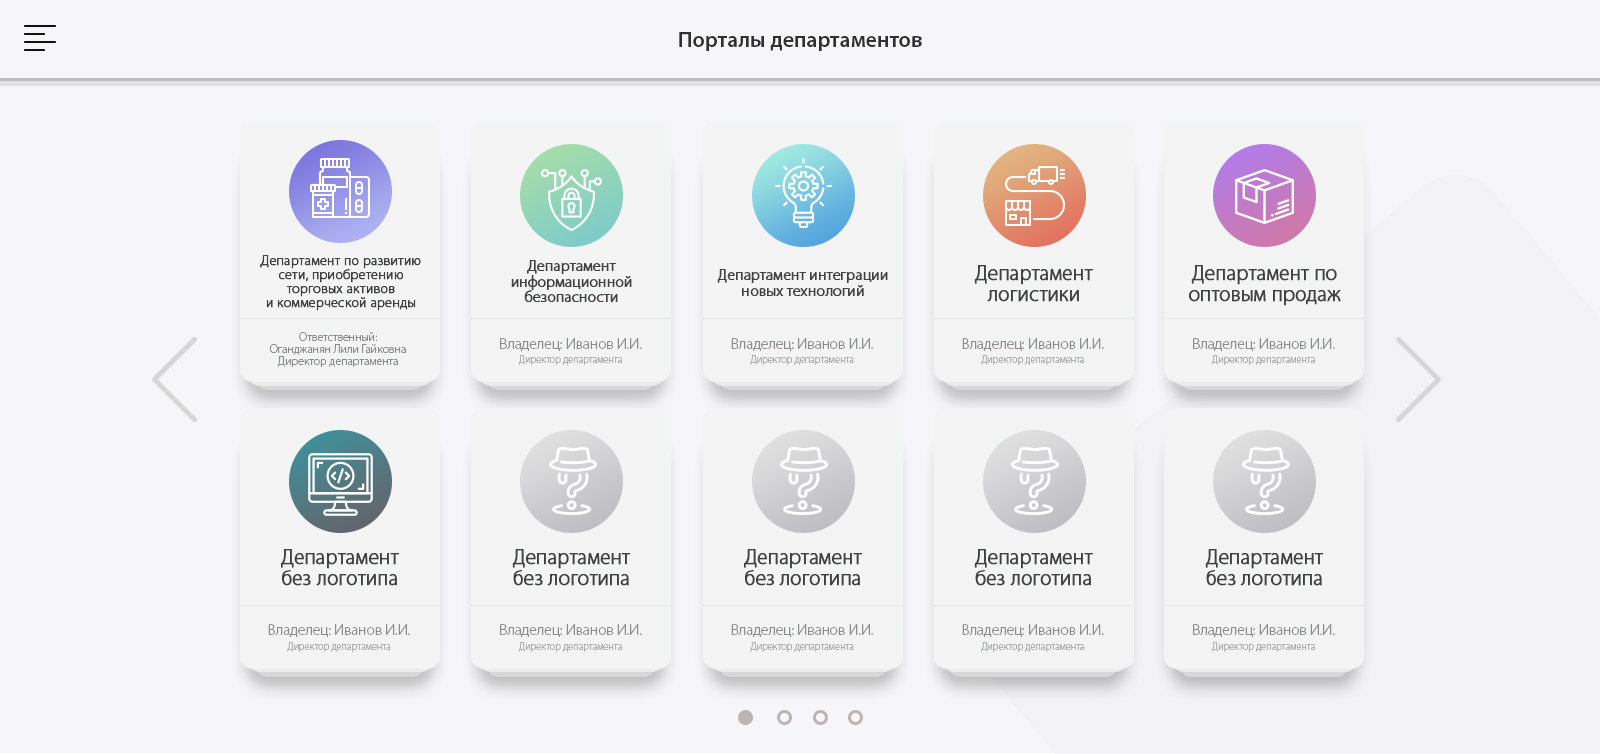 Порталы департаментов
Департамент по развитию
сети, приобретению
торговых активов
и коммерческой аренды
Ответственный:
Оганджанян Лили Гайковна
Директор департамента
Департамент
информационной
безопасности
Владелец: Иванов И.И.
Директор департамента
Департамент интеграции
новых технологий
Владелец: Иванов И.И.
Директор департамента
Департамент
логистики
Владелец: Иванов И.И.
Директор департамента
Департамент по
оптовым продаж
Владелец: Иванов И.И.
Директор департамента
Департамент
без логотипа
Владелец: Иванов И.И.
Директор департамента
Департамент
без логотипа
Владелец: Иванов И.И.
Директор департамента
Департамент
без логотипа
Владелец: Иванов И.И.
Директор департамента
Департамент
без логотипа
Владелец: Иванов И.И.
Директор департамента
Департамент
без логотипа
Владелец: Иванов И.И.
Директор департамента